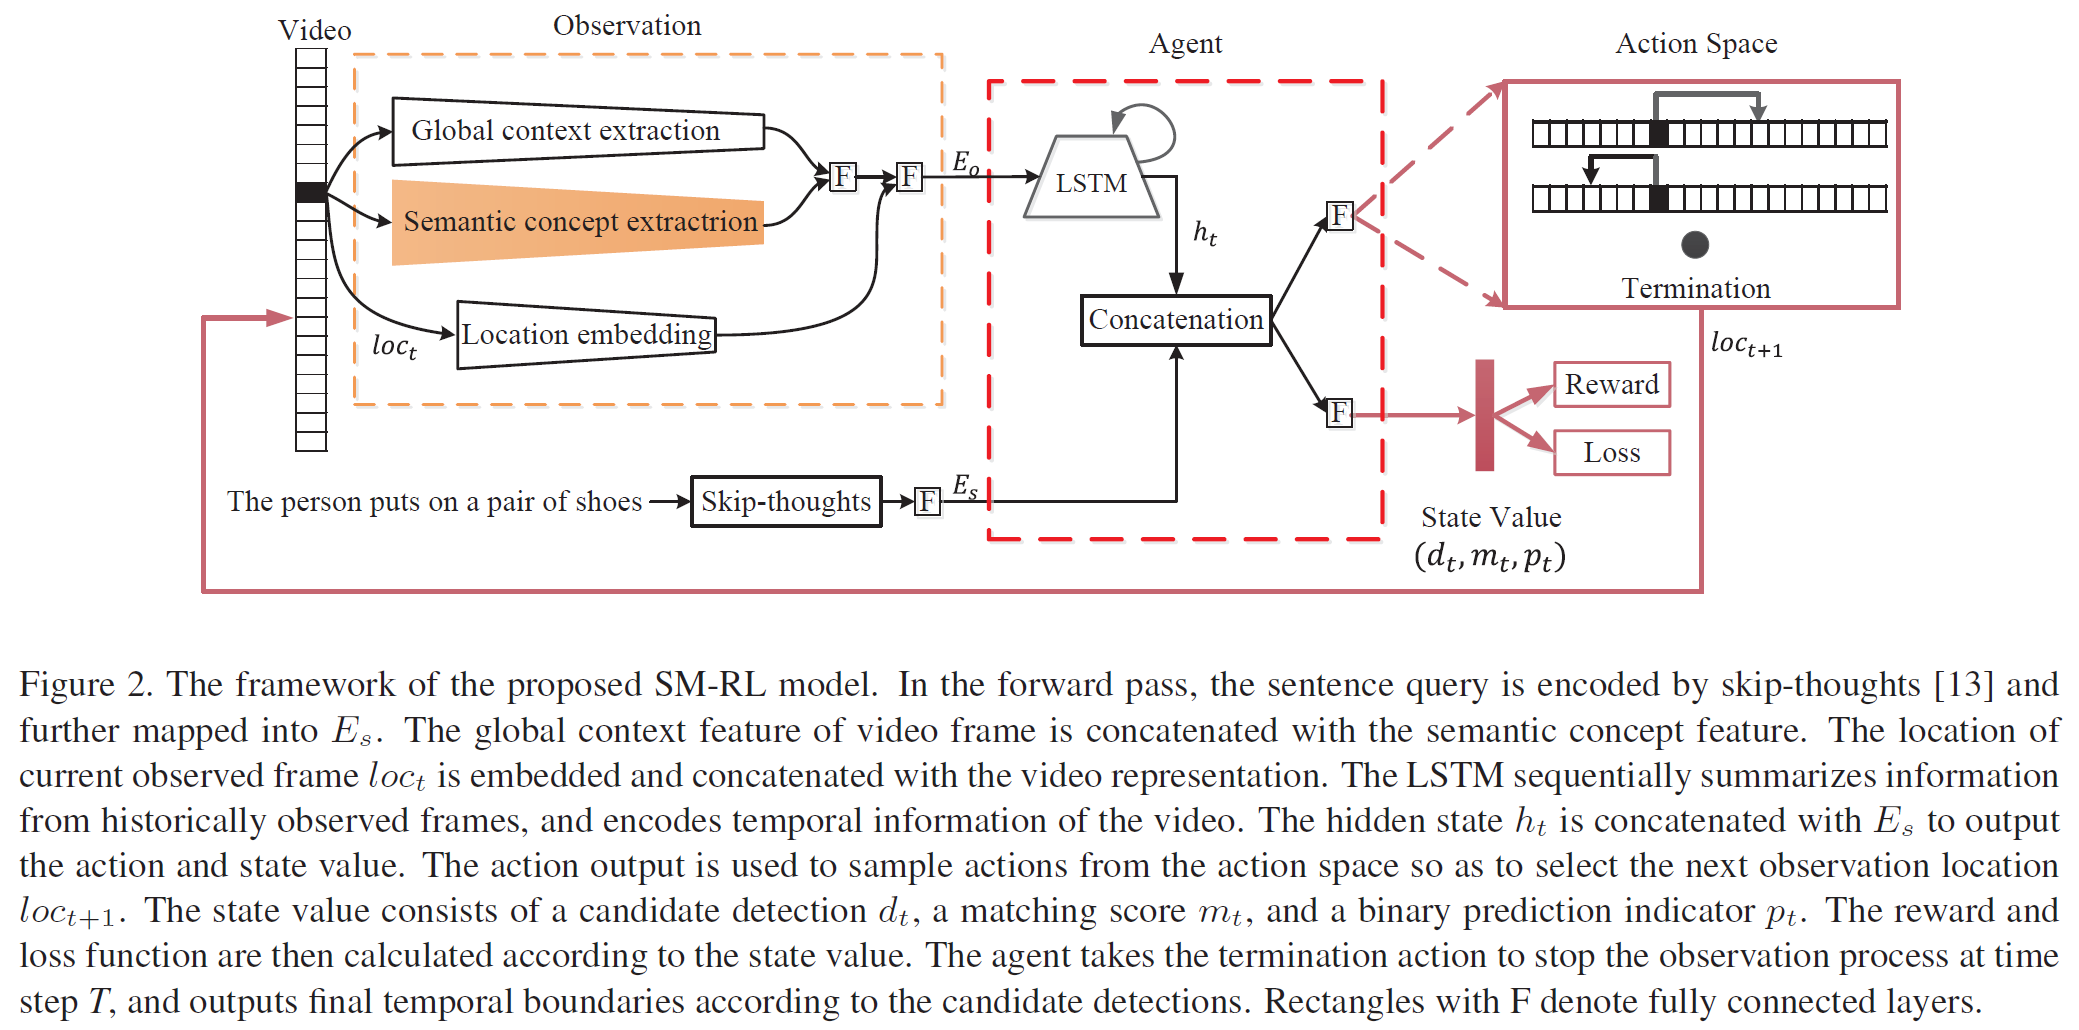 Video
Observation
Agent
Action Space
Global context extraction
Semantic concept extractrion
Location embedding
loc_t
F
F
E_o
LSTM
h_t
Concatenation
F
F
Termination
loc_{t+1}
Reward
Loss
The person puts on a pair of shoes
Skip-thoughts
F
E_s
State Value
(d_t, m_t, p_t)
Figure 2. The framework of the proposed SM-RL model. In the forward pass, the sentence query is encoded by skip-thoughts [13] and
further mapped into E_s. The global context feature of video frame is concatenated with the semantic concept feature. The location of
current observed frame loc_t is embedded and concatenated with the video representation. The LSTM sequentially summarizes information
from historically observed frames, and encodes temporal information of the video. The hidden state h_t is concatenated with E_s to output
the action and state value. The action output is used to sample actions from the action space so as to select the next observation location
loc_{t+1}. The state value consists of a candidate detection d_t, a matching score m_t, and a binary prediction indicator p_t. The reward and
loss function are then calculated according to the state value. The agent takes the termination action to stop the observation process at time
step T, and outputs final temporal boundaries according to the candidate detections. Rectangles with F denote fully connected layers.